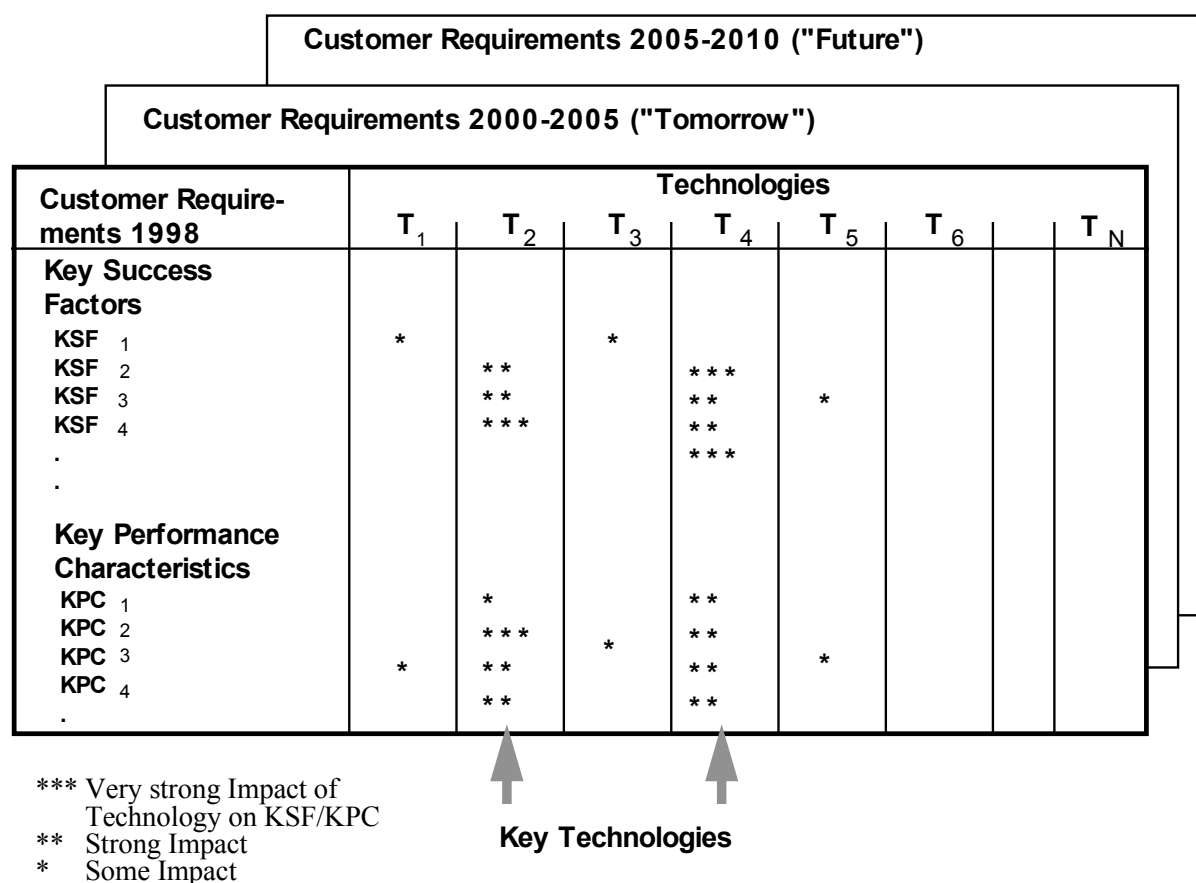 Customer Requirements 2005-2010 ("Future")
Customer Requirements 2000-2005 ("Tomorrow")
Customer Require-
ments 1998
Technologies
T1 T2 T3 T4 T5 T6 TN
Key Success
Factors
KSF 1 * *
KSF 2 ** ***
KSF 3 ** ** *
KSF 4 *** **
. ***
.
Key Performance
Characteristics
KPC 1 * **
KPC 2 *** ** *
KPC 3 * ** ** *
KPC 4 ** **
.
*** Very strong Impact of
Technology on KSF/KPC
** Strong Impact
* Some Impact
Key Technologies